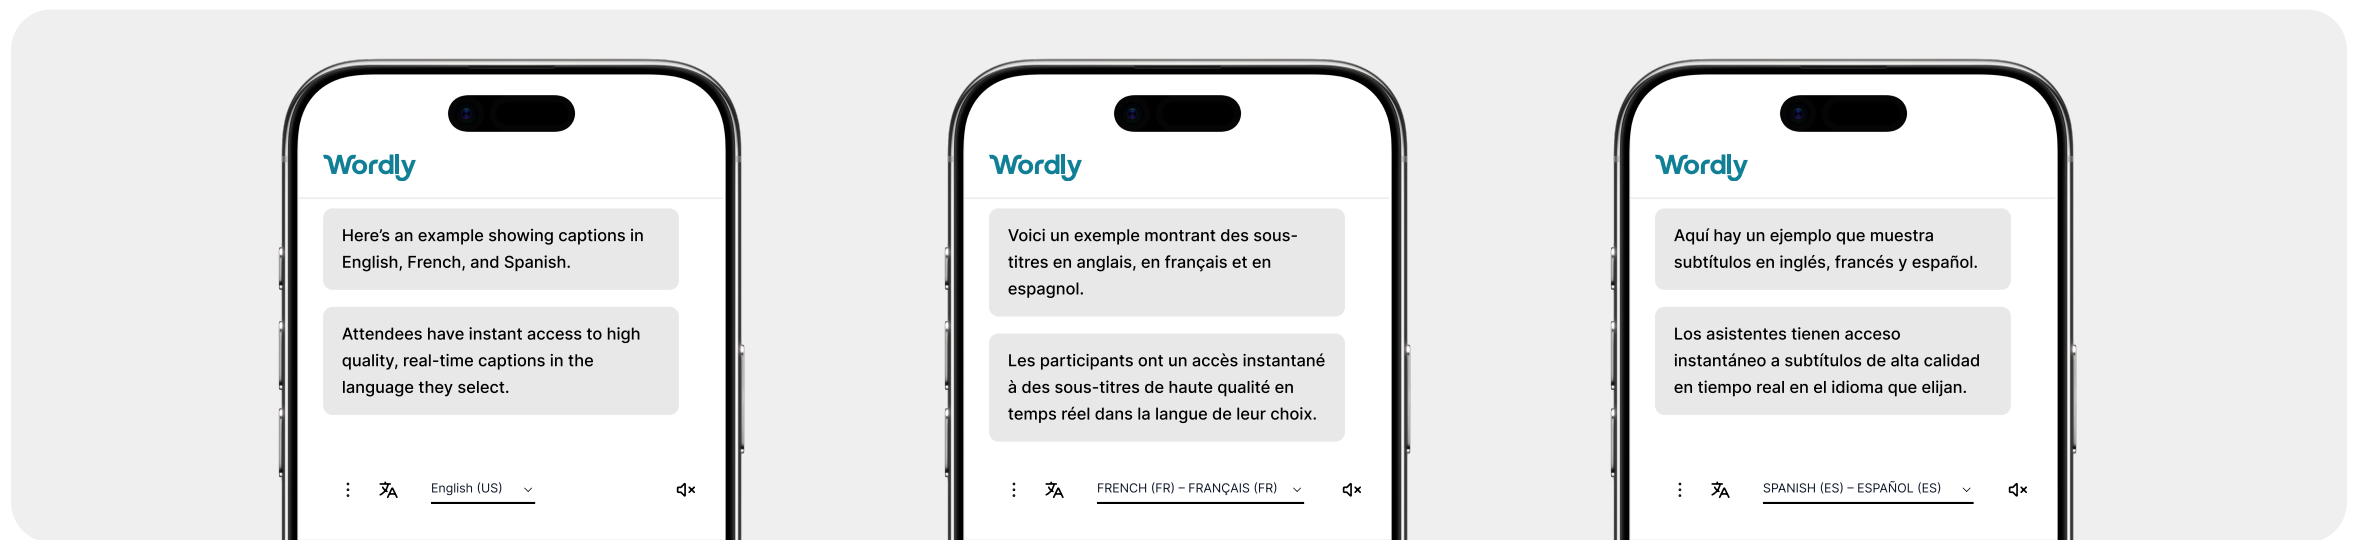 Wordly
Here’s an example showing captions in
English, French, and Spanish.
Attendees have instant access to high
quality, real-time captions in the
language they select.
English (US)
Wordly
Voici un exemple montrant des sous-
titres en anglais, en français et en
espagnol.
Les participants ont un accès instantané
à des sous-titres de haute qualité en
temps réel dans la langue de leur choix.
FRENCH (FR) – FRANÇAIS (FR)
Wordly
Aquí hay un ejemplo que muestra
subtítulos en inglés, francés y español.
Los asistentes tienen acceso
instantáneo a subtítulos de alta calidad
en tiempo real en el idioma que elijan.
SPANISH (ES) – ESPAÑOL (ES)